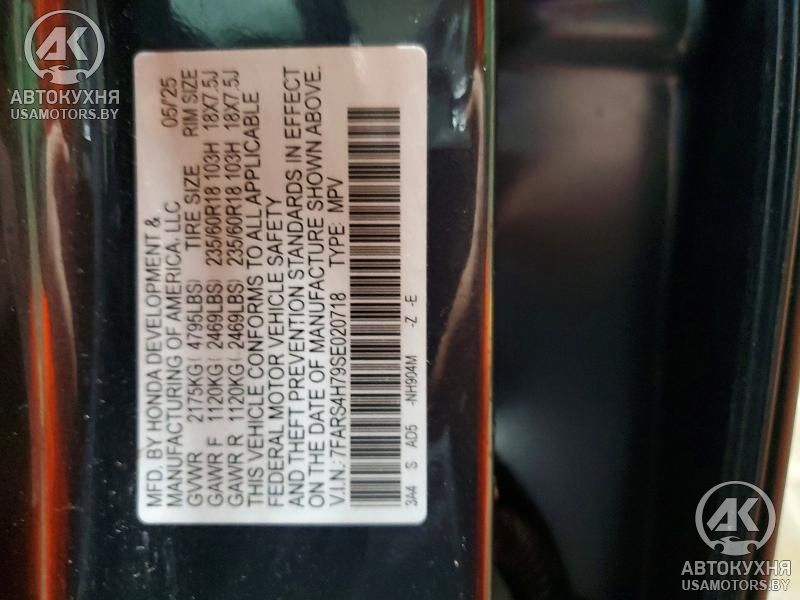 AK
АВТОКУХНЯ
USAMOTORS.BY
MFD. BY HONDA DEVELOPMENT & 05/'25
MANUFACTURING OF AMERICA, LLC
GVWR 2175KG( 4795LBS) TIRE SIZE RIM SIZE
GAWR F 1120KG( 2469LBS) 235/60R18 103H 18X7.5J
GAWR R 1120KG( 2469LBS) 235/60R18 103H 18X7.5J
THIS VEHICLE CONFORMS TO ALL APPLICABLE
FEDERAL MOTOR VEHICLE SAFETY
AND THEFT PREVENTION STANDARDS IN EFFECT
ON THE DATE OF MANUFACTURE SHOWN ABOVE.
V.I.N.: 7FARS4H79SE020718 TYPE: MPV
3A4 S AD5 -NH904M -Z -E
AK
АВТОКУХНЯ
USAMOTORS.BY